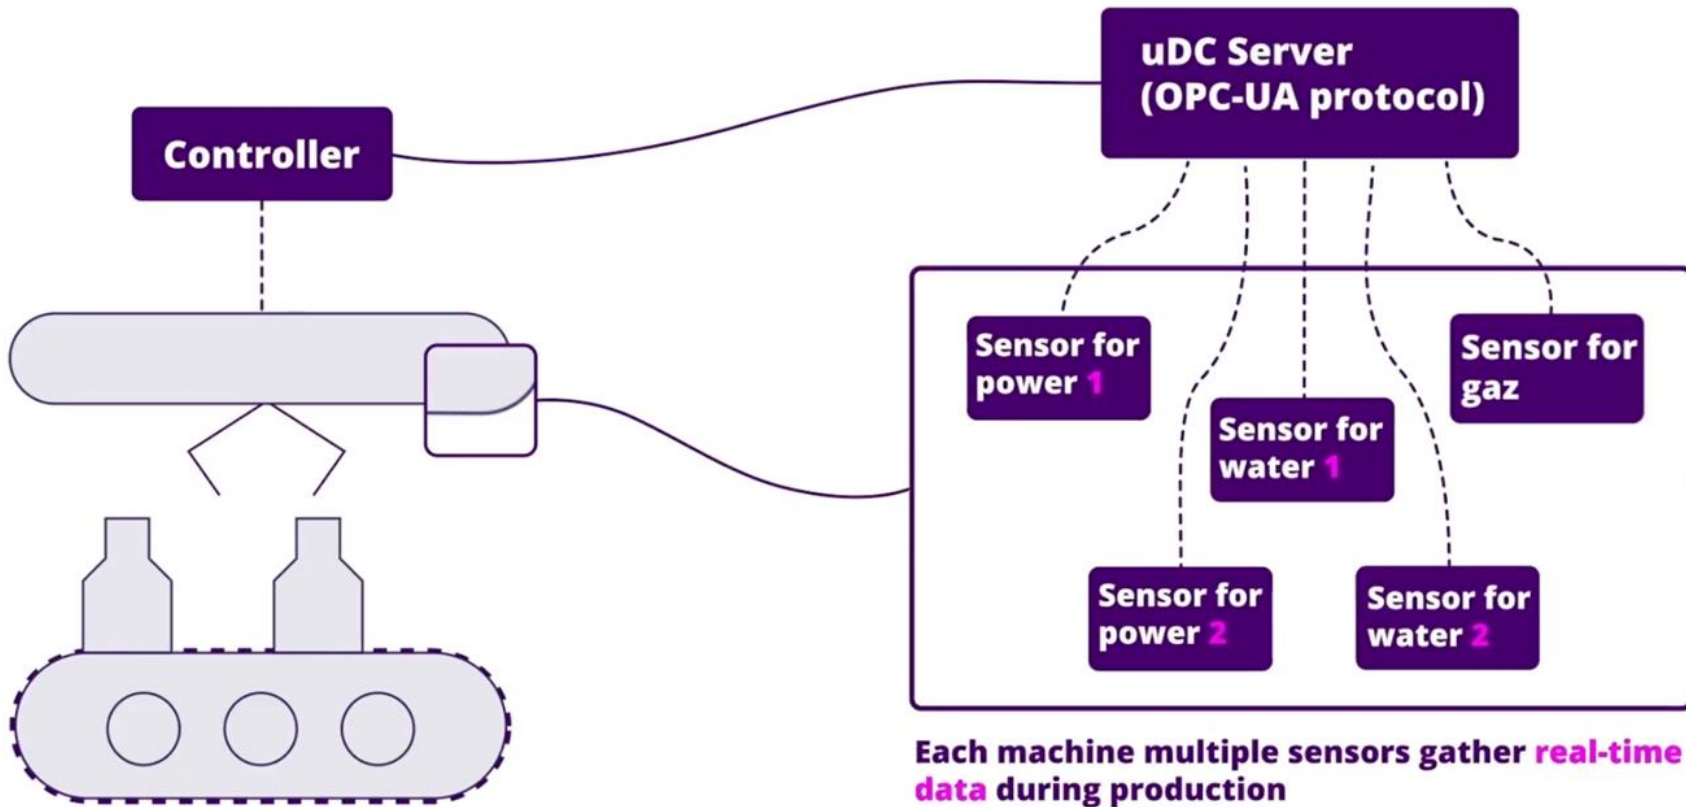 uDC Server
(OPC-UA protocol)
Controller
Sensor for
power 1
Sensor for
gaz
Sensor for
water 1
Sensor for
power 2
Sensor for
water 2
Each machine multiple sensors gather real-time
data during production